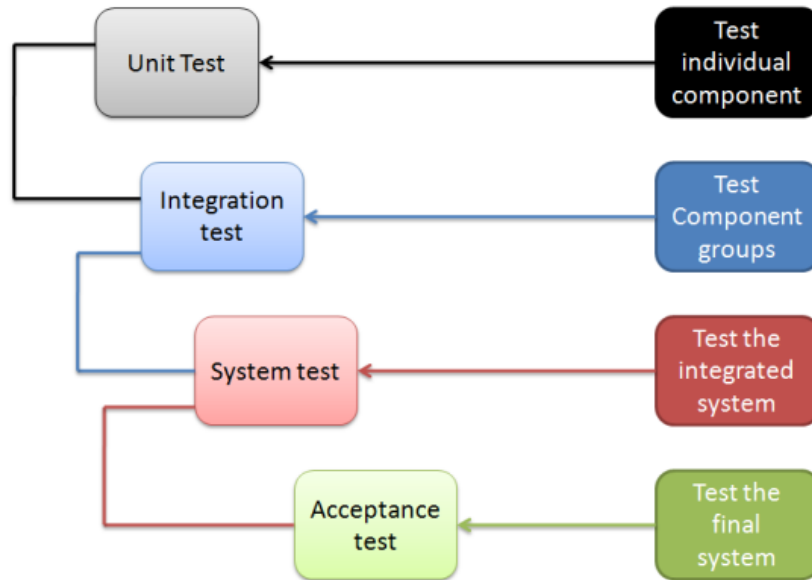 Unit Test
Test
individual
component
Integration
test
Test
Component
groups
System test
Test the
integrated
system
Acceptance
test
Test the
final
system